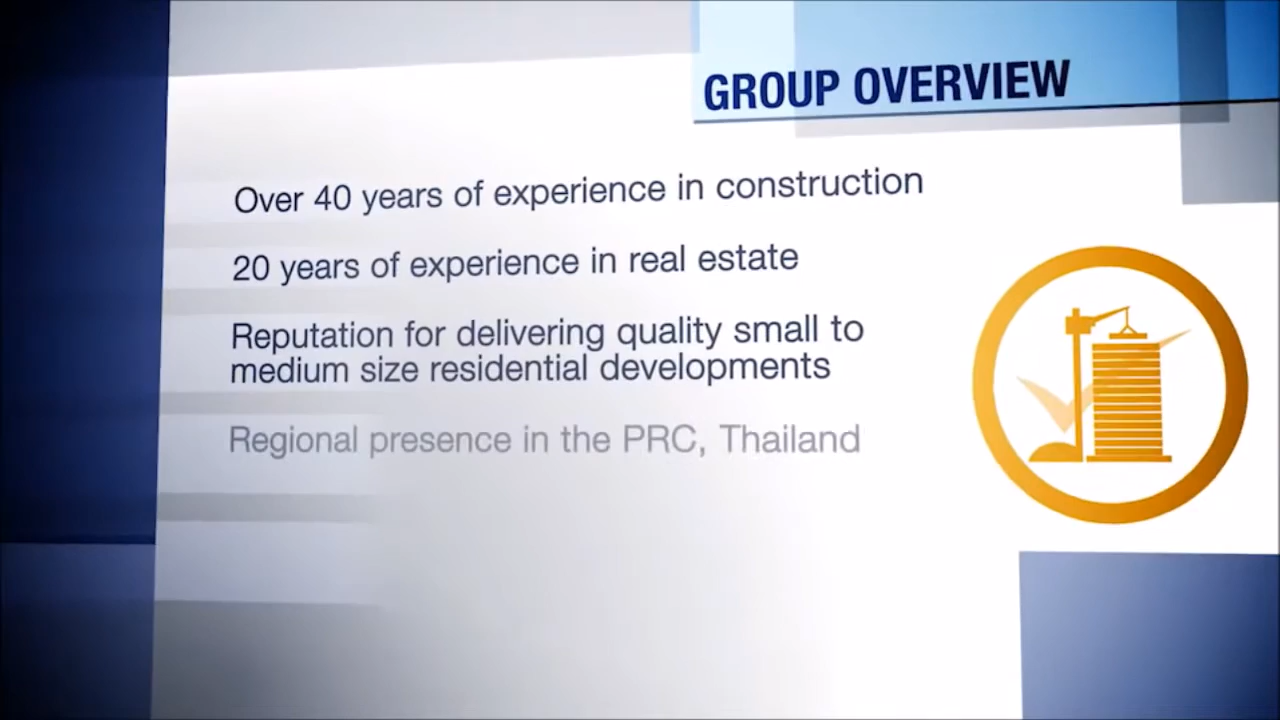 GROUP OVERVIEW
Over 40 years of experience in construction
20 years of experience in real estate
Reputation for delivering quality small to
medium size residential developments
Regional presence in the PRC, Thailand